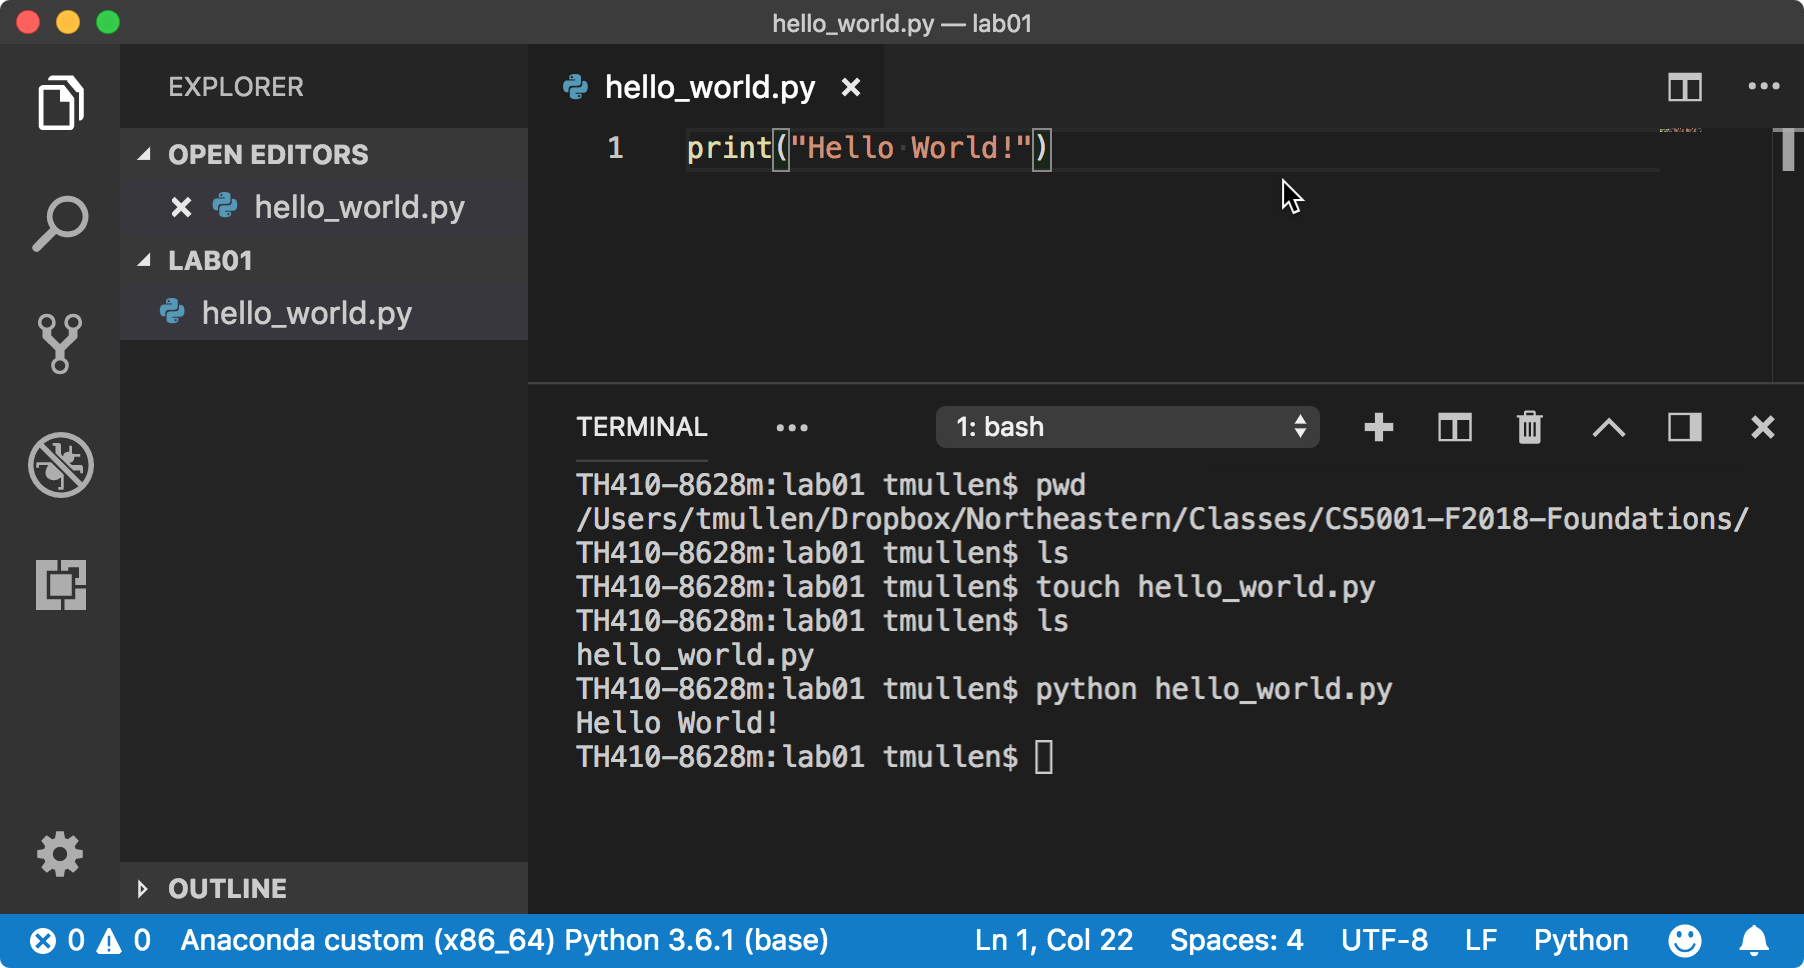 hello_world.py — lab01
EXPLORER
OPEN EDITORS
hello_world.py
LAB01
hello_world.py
OUTLINE
hello_world.py
1 print("Hello World!")
TERMINAL
1: bash
TH410-8628m:lab01 tmullen$ pwd
/Users/tmullen/Dropbox/Northeastern/Classes/CS5001-F2018-Foundations/
TH410-8628m:lab01 tmullen$ ls
TH410-8628m:lab01 tmullen$ touch hello_world.py
TH410-8628m:lab01 tmullen$ ls
hello_world.py
TH410-8628m:lab01 tmullen$ python hello_world.py
Hello World!
TH410-8628m:lab01 tmullen$
0 0 Anaconda custom (x86_64) Python 3.6.1 (base) Ln 1, Col 22 Spaces: 4 UTF-8 LF Python